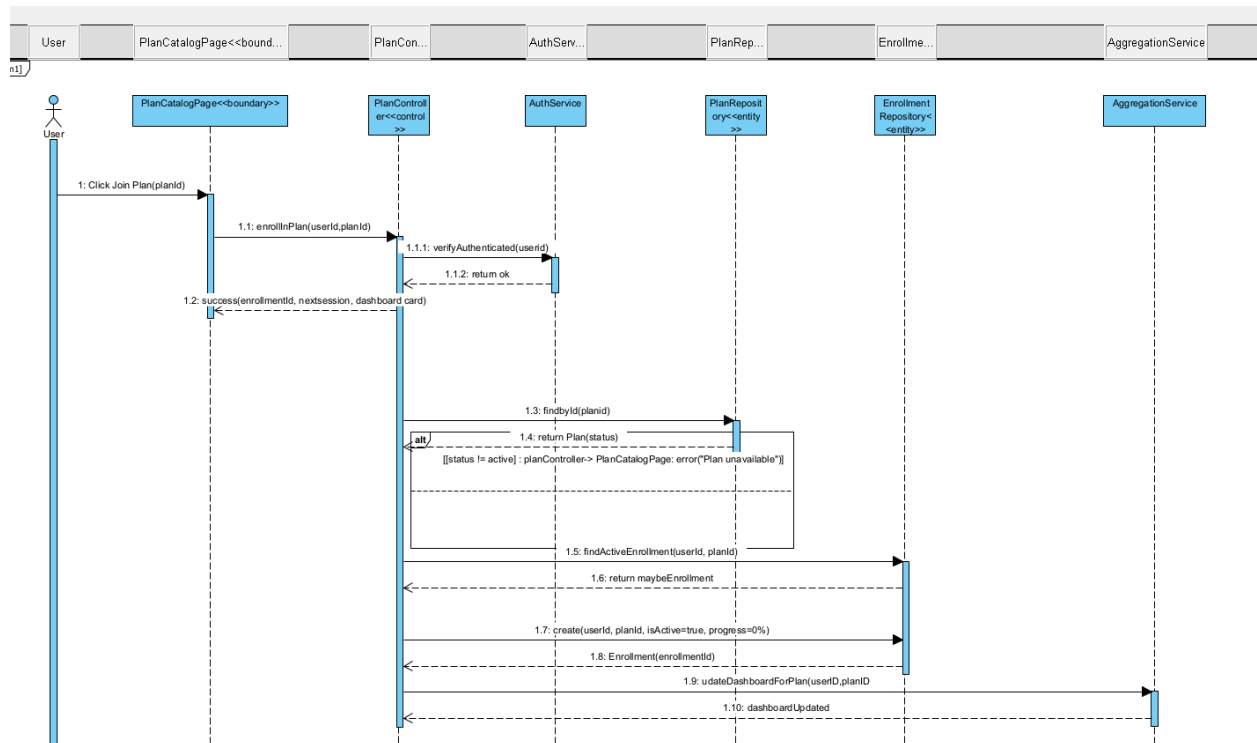 User
PlanCatalogPage<<bound...
PlanCon...
AuthServ...
PlanRep...
Enrollme...
AggregationService
n1]
User
PlanCatalogPage<<boundary>>
PlanControll
er<<control
>>
AuthService
PlanReposit
ory<<entity
>>
Enrollment
Repository<
<entity>>
AggregationService
1: Click Join Plan(planId)
1.1: enrollInPlan(userId,planId)
1.1.1: verifyAuthenticated(userid)
1.1.2: return ok
1.2: success(enrollmentId, nextsession, dashboard card)
1.3: findbyId(planid)
alt
1.4: return Plan(status)
[[status != active] : planController-> PlanCatalogPage: error("Plan unavailable")]
1.5: findActiveEnrollment(userId, planId)
1.6: return maybeEnrollment
1.7: create(userId, planId, isActive=true, progress=0%)
1.8: Enrollment(enrollmentId)
1.9: udateDashboardForPlan(userID,planID
1.10: dashboardUpdated